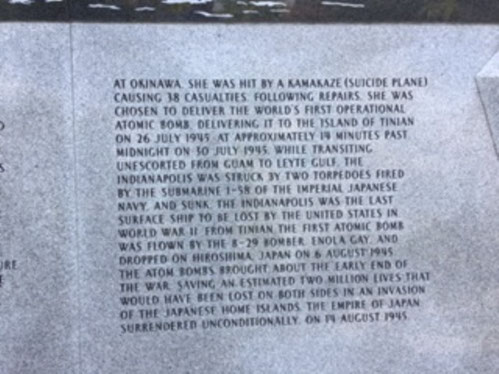 AT OKINAWA, SHE WAS HIT BY A KAMAKAZE (SUICIDE PLANE)
CAUSING 38 CASUALTIES. FOLLOWING REPAIRS, SHE WAS
CHOSEN TO DELIVER THE WORLD'S FIRST OPERATIONAL
ATOMIC BOMB, DELIVERING IT TO THE ISLAND OF TINIAN
ON 26 JULY 1945. AT APPROXIMATELY 14 MINUTES PAST
MIDNIGHT ON 30 JULY 1945, WHILE TRANSITING
UNESCORTED FROM GUAM TO LEYTE GULF, THE
INDIANAPOLIS WAS STRUCK BY TWO TORPEDOES FIRED
BY THE SUBMARINE I-58 OF THE IMPERIAL JAPANESE
NAVY, AND SUNK. THE INDIANAPOLIS WAS THE LAST
SURFACE SHIP TO BE LOST BY THE UNITED STATES IN
WORLD WAR II. FROM TINIAN, THE FIRST ATOMIC BOMB
WAS FLOWN BY THE B-29 BOMBER, ENOLA GAY, AND
DROPPED ON HIROSHIMA, JAPAN ON 6 AUGUST 1945.
THE ATOM BOMBS BROUGHT ABOUT THE EARLY END OF
THE WAR, SAVING AN ESTIMATED TWO MILLION LIVES THAT
WOULD HAVE BEEN LOST ON BOTH SIDES IN AN INVASION
OF THE JAPANESE HOME ISLANDS. THE EMPIRE OF JAPAN
SURRENDERED UNCONDITIONALLY, ON 14 AUGUST 1945.